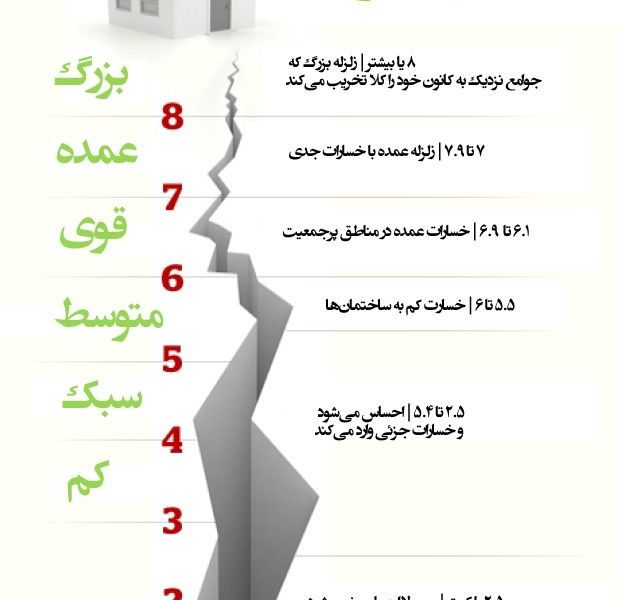 بزرگ
۸ یا بیشتر | زلزله بزرگ که
جوامع نزدیک به کانون خود را کلا تخریب می‌کند
8
عمده
۷ تا ۷.۹ | زلزله عمده با خسارات جدی
7
قوی
۶.۱ تا ۶.۹ | خسارات عمده در مناطق پرجمعیت
6
متوسط
۵.۵ تا ۶ | خسارت کم به ساختمان‌ها
5
سبک
۲.۵ تا ۵.۴ | احساس می‌شود
و خسارات جزئی وارد می‌کند
4
کم
3